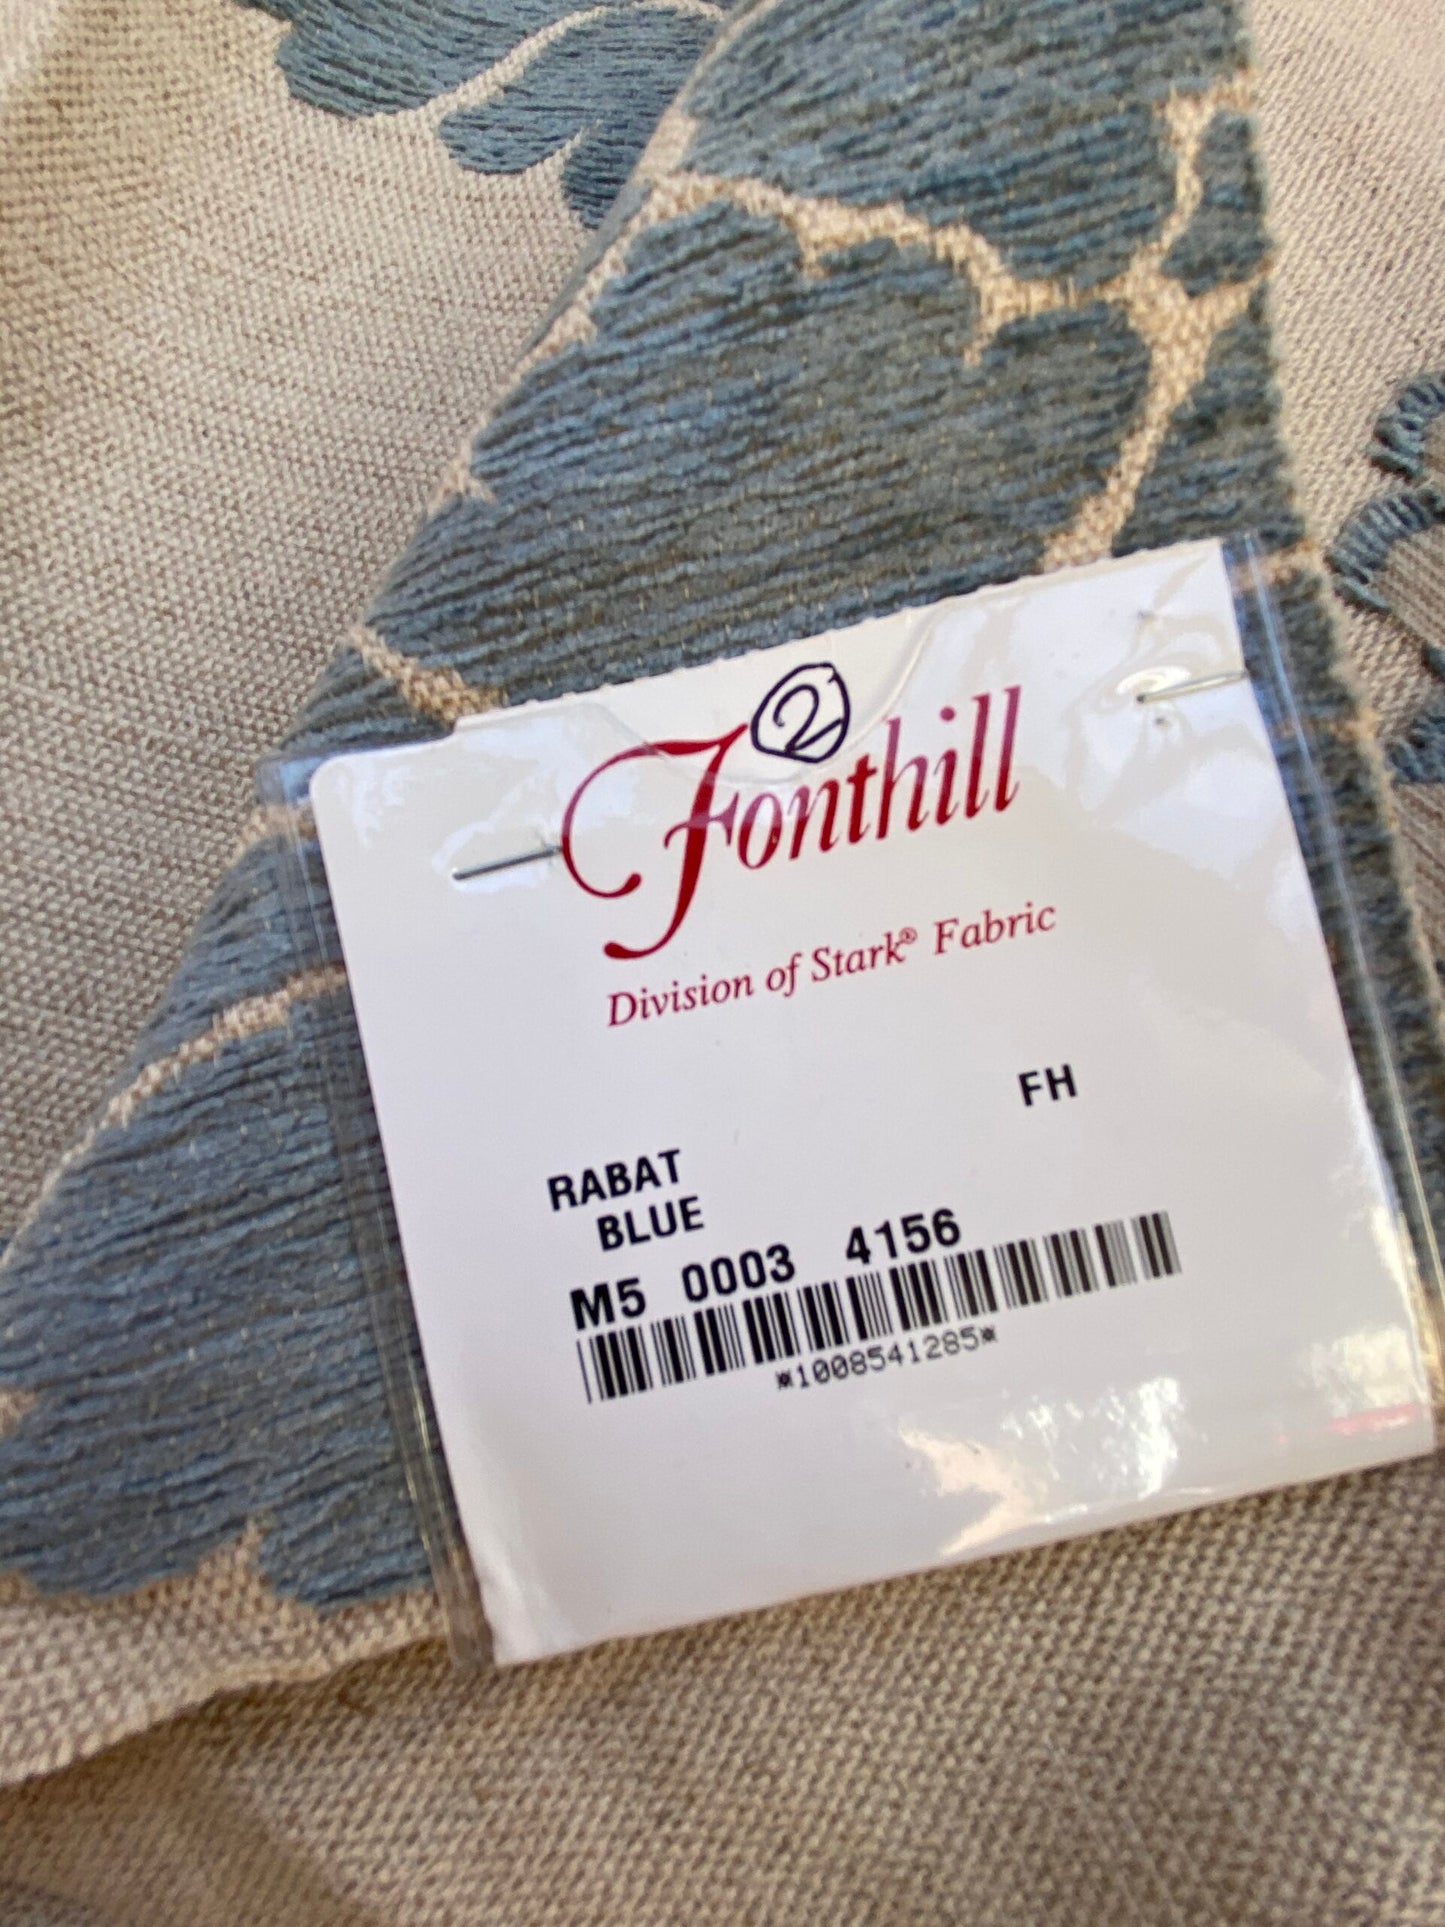 2
Fonthill
Division of Stark® Fabric
FH
RABAT
BLUE
M5 0003 4156
*1008541285*